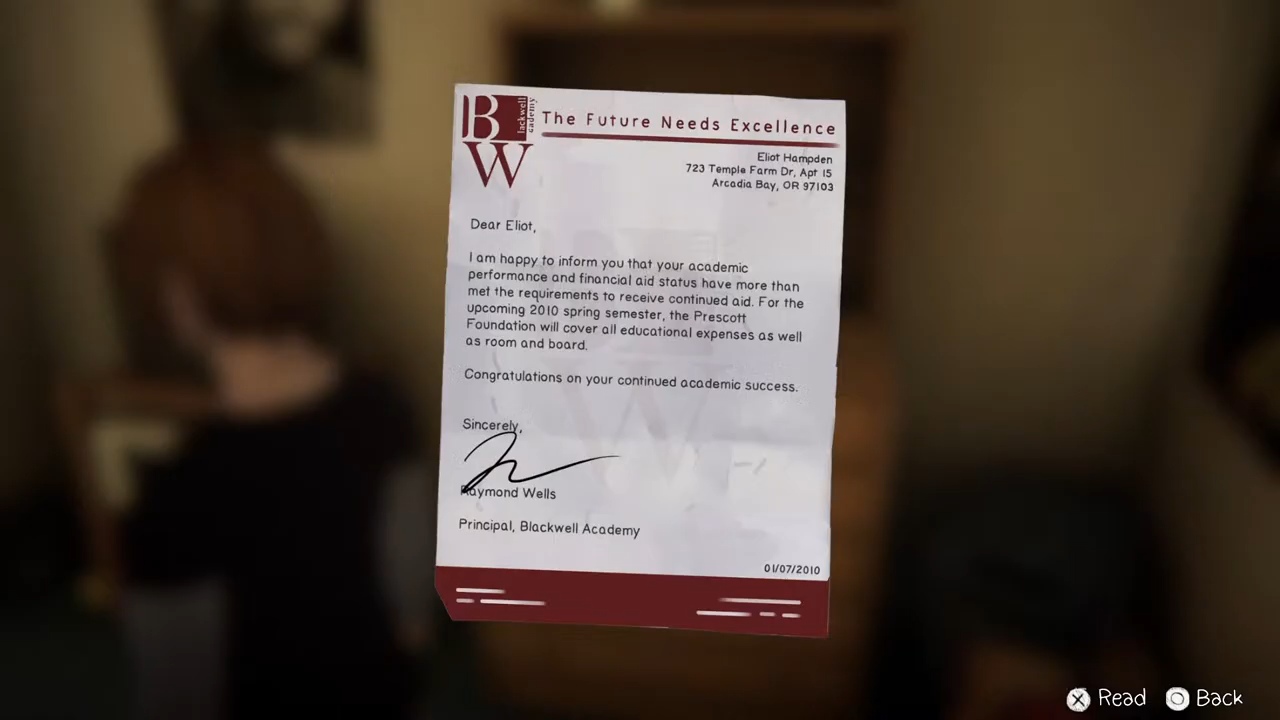 B
lackwell
cademy
W
The Future Needs Excellence
Eliot Hampden
723 Temple Farm Dr, Apt 15
Arcadia Bay, OR 97103
Dear Eliot,
I am happy to inform you that your academic
performance and financial aid status have more than
met the requirements to receive continued aid. For the
upcoming 2010 spring semester, the Prescott
Foundation will cover all educational expenses as well
as room and board.
Congratulations on your continued academic success.
Sincerely,
Raymond Wells
Principal, Blackwell Academy
01/07/2010
Read
Back